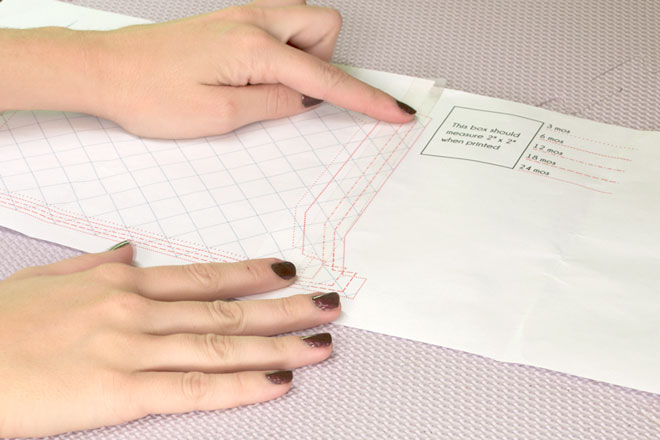 This box should
measure 2" x 2"
when printed
3 mos
6 mos
12 mos
18 mos
24 mos